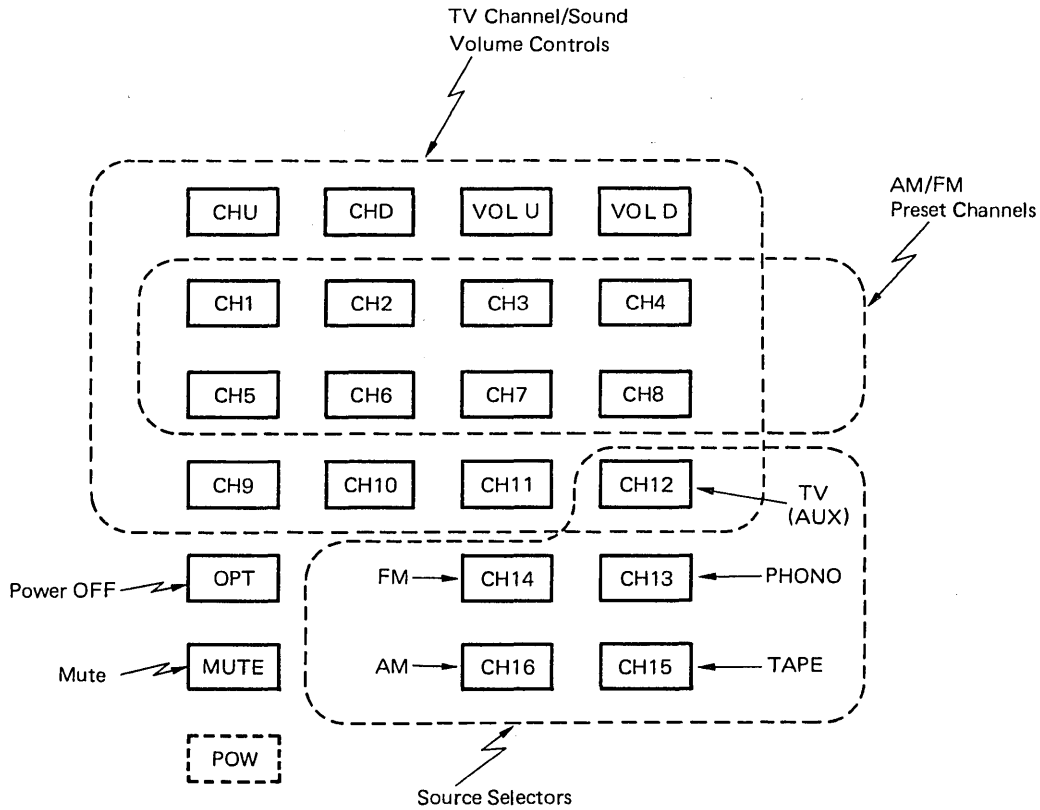 TV Channel/Sound
Volume Controls
AM/FM
Preset Channels
CHU CHD VOL U VOL D
CH1 CH2 CH3 CH4
CH5 CH6 CH7 CH8
CH9 CH10 CH11 CH12
TV
(AUX)
Power OFF OPT FM CH14 CH13 PHONO
Mute MUTE AM CH16 CH15 TAPE
POW
Source Selectors